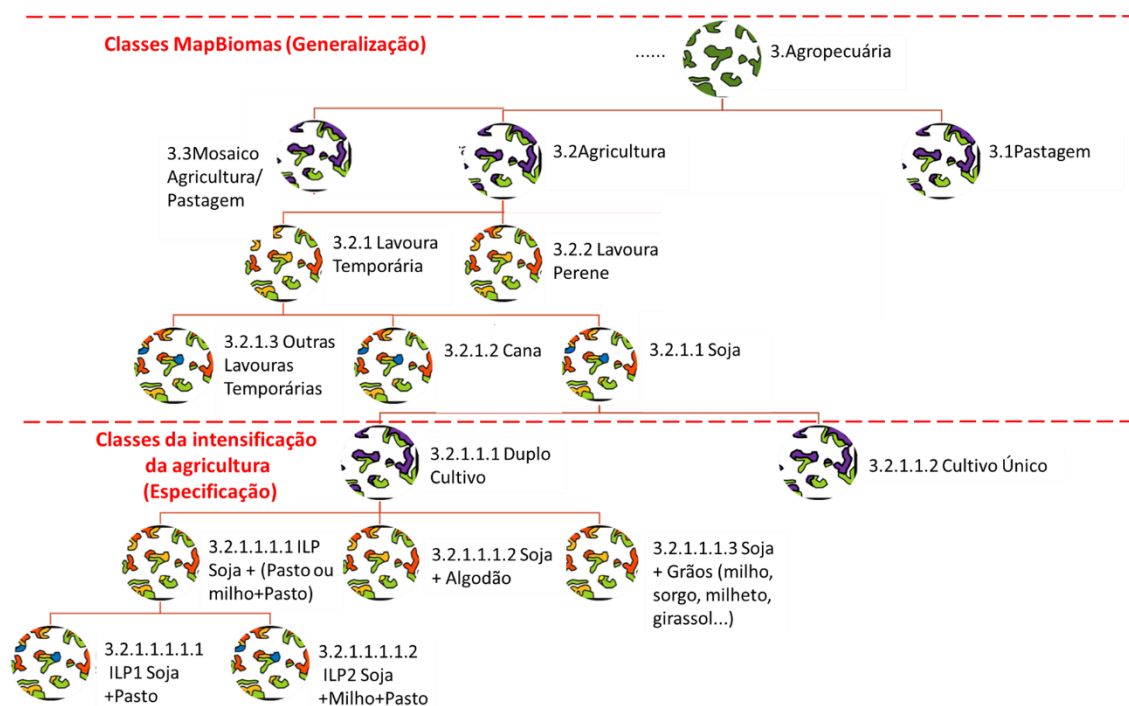 Classes MapBiomas (Generalização)
......
3.Agropecuária
3.3Mosaico
Agricultura/
Pastagem
3.2Agricultura
3.1Pastagem
3.2.1 Lavoura
Temporária
3.2.2 Lavoura
Perene
3.2.1.3 Outras
Lavouras
Temporárias
3.2.1.2 Cana
3.2.1.1 Soja
Classes da intensificação
da agricultura
(Especificação)
3.2.1.1.1 Duplo
Cultivo
3.2.1.1.2 Cultivo Único
3.2.1.1.1.1 ILP
Soja + (Pasto ou
milho+Pasto)
3.2.1.1.1.2 Soja
+ Algodão
3.2.1.1.1.3 Soja
+ Grãos (milho,
sorgo, milheto,
girassol...)
3.2.1.1.1.1.1
ILP1 Soja
+Pasto
3.2.1.1.1.1.2
ILP2 Soja
+Milho+Pasto